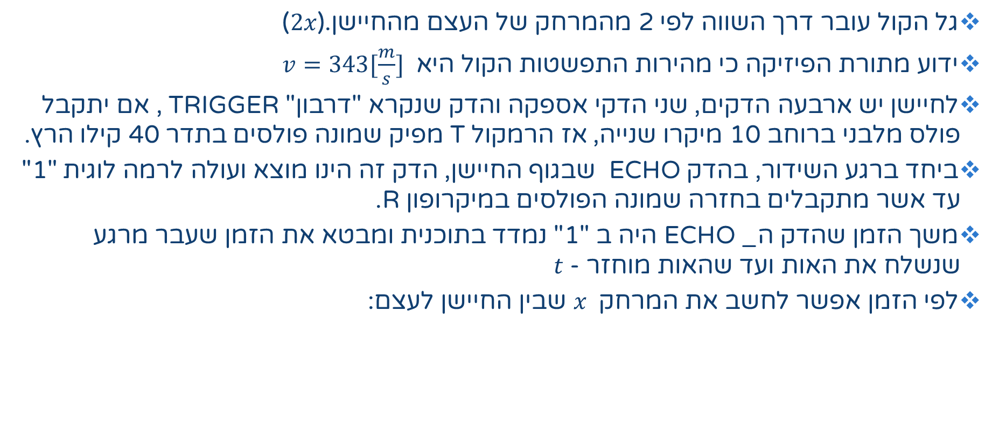 ❖גל הקול עובר דרך השווה לפי 2 מהמרחק של העצם מהחיישן.(2x)
❖ידוע מתורת הפיזיקה כי מהירות התפשטות הקול היא v = 343[m/s]
❖לחיישן יש ארבעה הדקים, שני הדקי אספקה והדק שנקרא "דרבון" TRIGGER , אם יתקבל
פולס מלבני ברוחב 10 מיקרו שנייה, אז הרמקול T מפיק שמונה פולסים בתדר 40 קילו הרץ.
❖ביחד ברגע השידור, בהדק ECHO שבגוף החיישן, הדק זה הינו מוצא ועולה לרמה לוגית "1"
עד אשר מתקבלים בחזרה שמונה הפולסים במיקרופון R.
❖משך הזמן שהדק ה_ ECHO היה ב "1" נמדד בתוכנית ומבטא את הזמן שעבר מרגע
שנשלח את האות ועד שהאות מוחזר - t
❖לפי הזמן אפשר לחשב את המרחק x שבין החיישן לעצם: